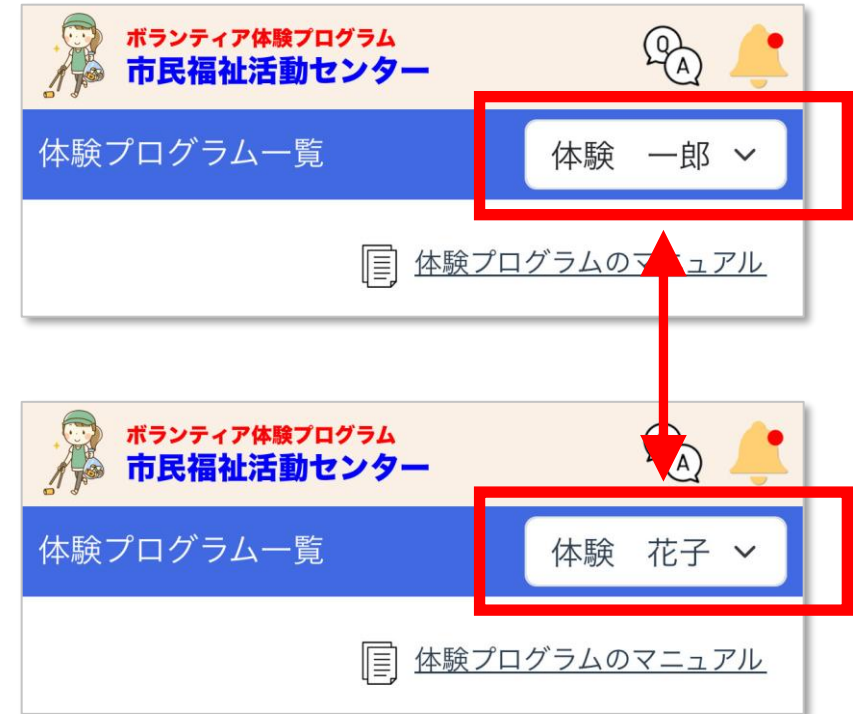 ボランティア体験プログラム
市民福祉活動センター
Q
A
体験プログラム一覧
体験　一郎
体験プログラムのマニュアル
ボランティア体験プログラム
市民福祉活動センター
A
体験プログラム一覧
体験　花子
体験プログラムのマニュアル